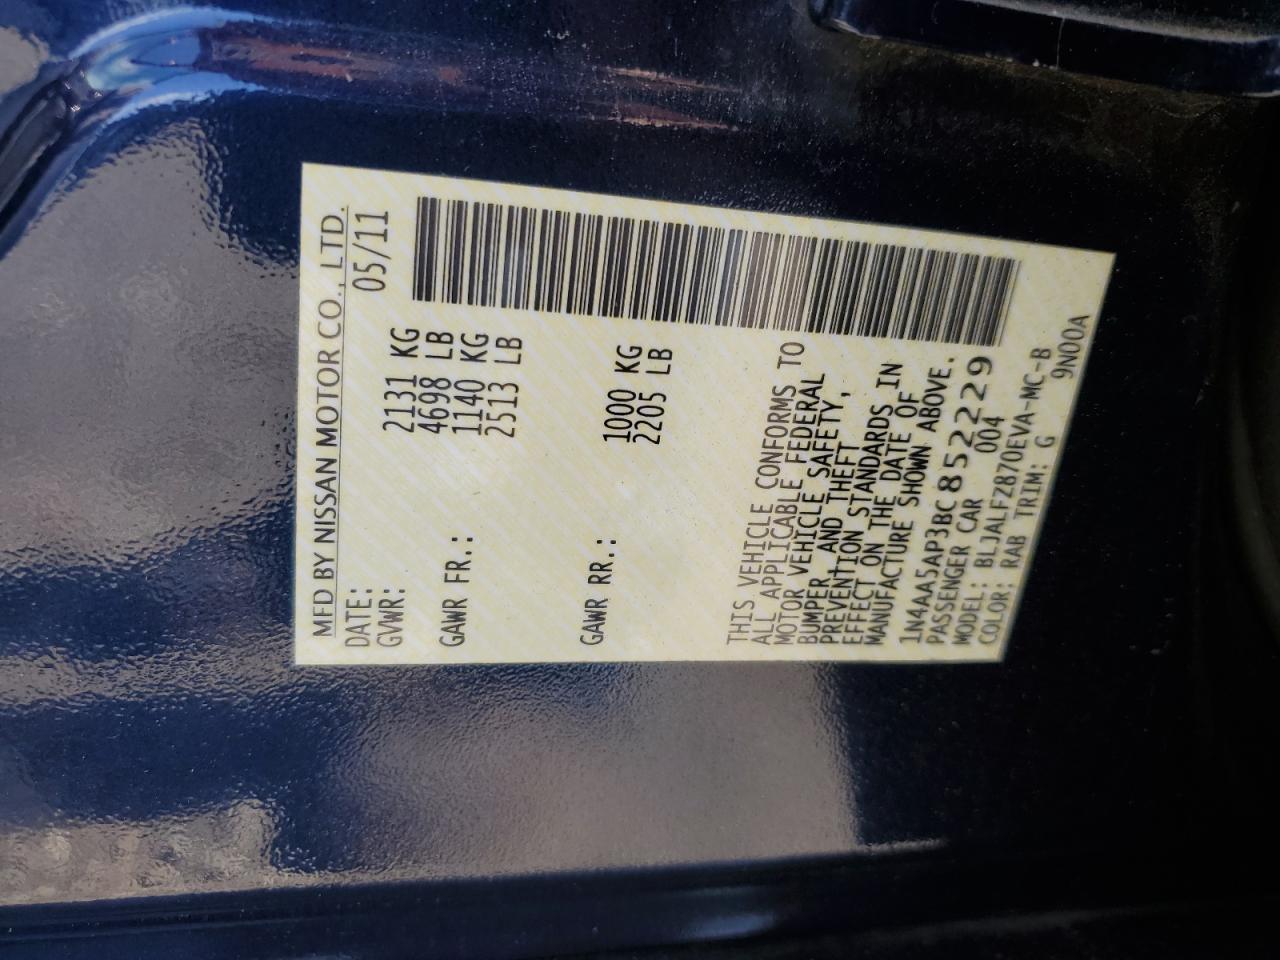 MFD BY NISSAN MOTOR CO., LTD.
DATE: 05/11
GVWR: 2131 KG
4698 LB
GAWR FR.: 1140 KG
2513 LB
GAWR RR.: 1000 KG
2205 LB
THIS VEHICLE CONFORMS TO
ALL APPLICABLE FEDERAL
MOTOR VEHICLE SAFETY,
BUMPER, AND THEFT
PREVENTION STANDARDS IN
EFFECT ON THE DATE OF
MANUFACTURE SHOWN ABOVE.
1N4AA5AP3BC852229
PASSENGER CAR 004
MODEL: BLJALFZ870EVA-MC-B
COLOR: RAB TRIM: G 9N00A